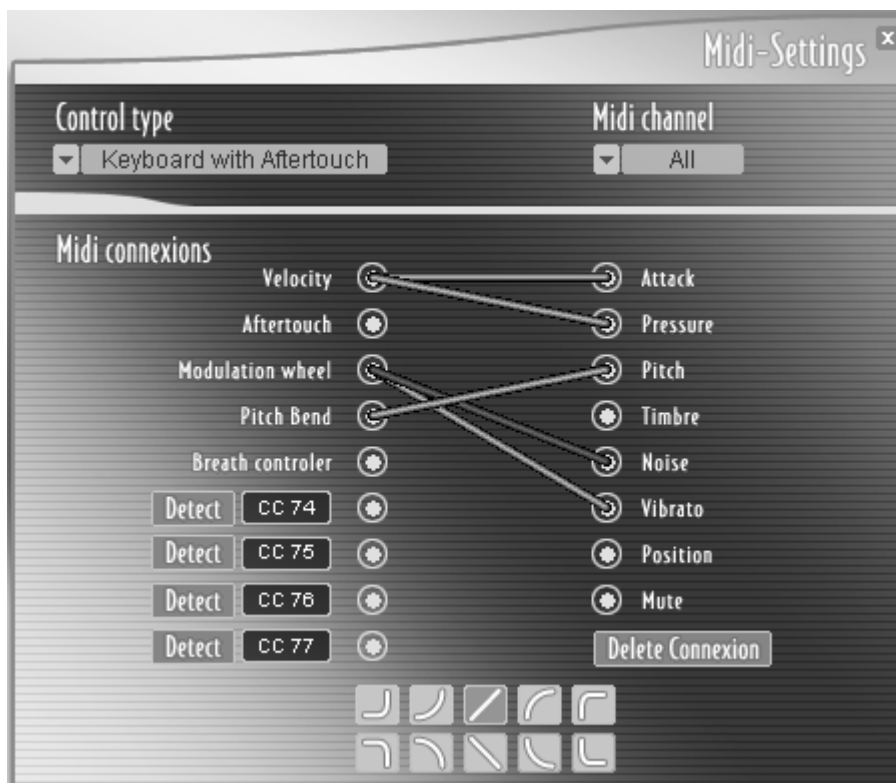 Midi-Settings x
Control type Midi channel
Keyboard with Aftertouch All
Midi connexions
Velocity Attack
Aftertouch Pressure
Modulation wheel Pitch
Pitch Bend Timbre
Breath controler Noise
Detect CC 74 Vibrato
Detect CC 75 Position
Detect CC 76 Mute
Detect CC 77 Delete Connexion